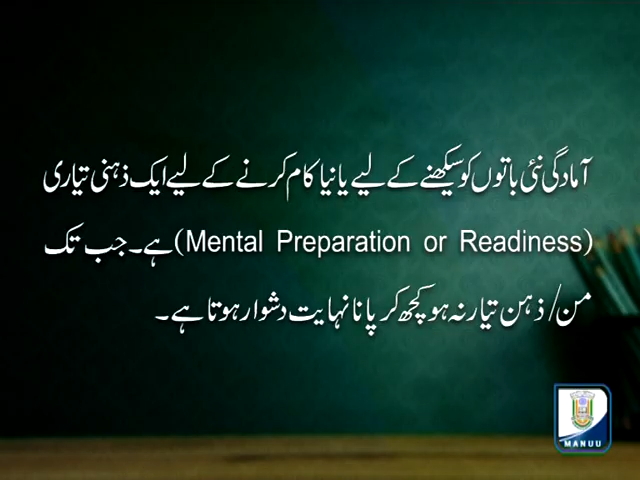 آمادگی نئی باتوں کو سیکھنے کے لیے یا نیا کام کرنے کے لیے ایک ذہنی تیاری
(Mental Preparation or Readiness) ہے۔ جب تک
من/ ذہن تیار نہ ہو کچھ کر پانا نہایت دشوار ہوتا ہے۔
MANUU